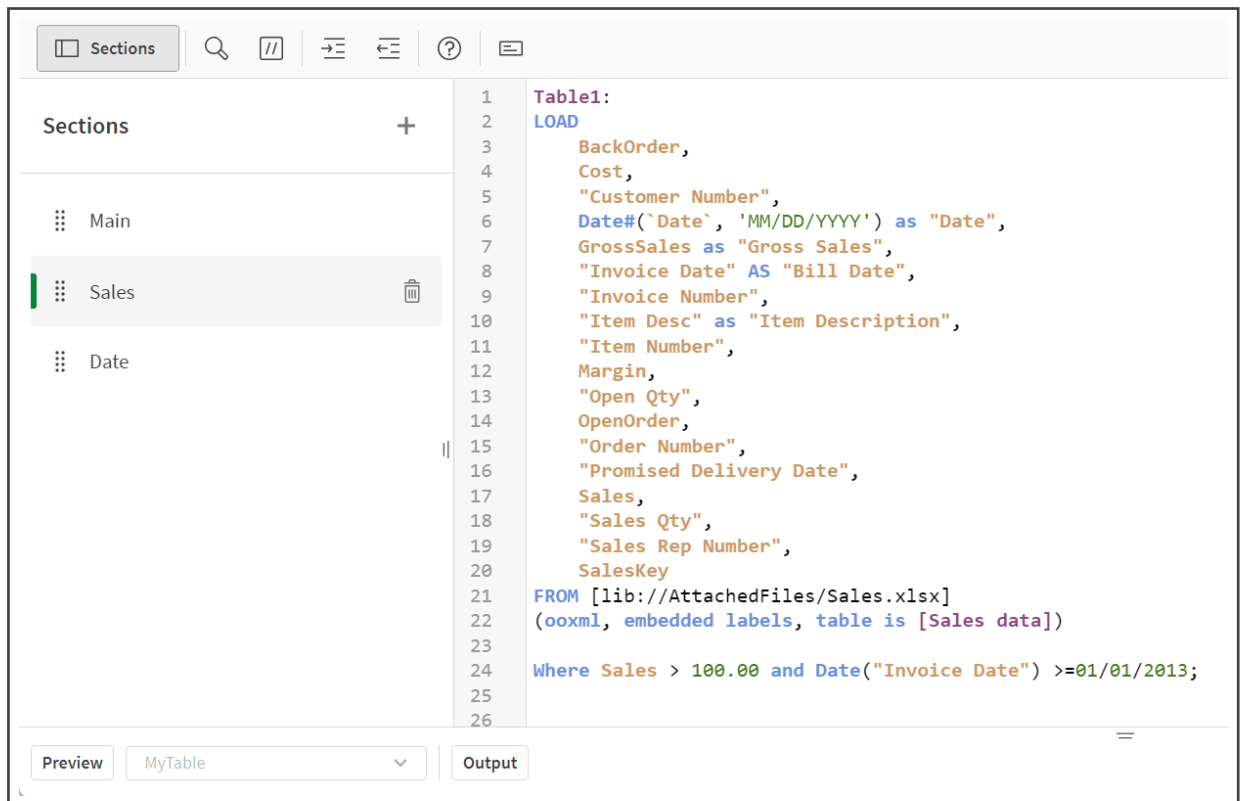 Sections
//
?
Sections
+
Main
Sales
Date
1 Table1:
2 LOAD
3 BackOrder,
4 Cost,
5 "Customer Number",
6 Date#(`Date`, 'MM/DD/YYYY') as "Date",
7 GrossSales as "Gross Sales",
8 "Invoice Date" AS "Bill Date",
9 "Invoice Number",
10 "Item Desc" as "Item Description",
11 "Item Number",
12 Margin,
13 "Open Qty",
14 OpenOrder,
15 "Order Number",
16 "Promised Delivery Date",
17 Sales,
18 "Sales Qty",
19 "Sales Rep Number",
20 SalesKey
21 FROM [lib://AttachedFiles/Sales.xlsx]
22 (ooxml, embedded labels, table is [Sales data])
23
24 Where Sales > 100.00 and Date("Invoice Date") >=01/01/2013;
25
26
Preview MyTable Output